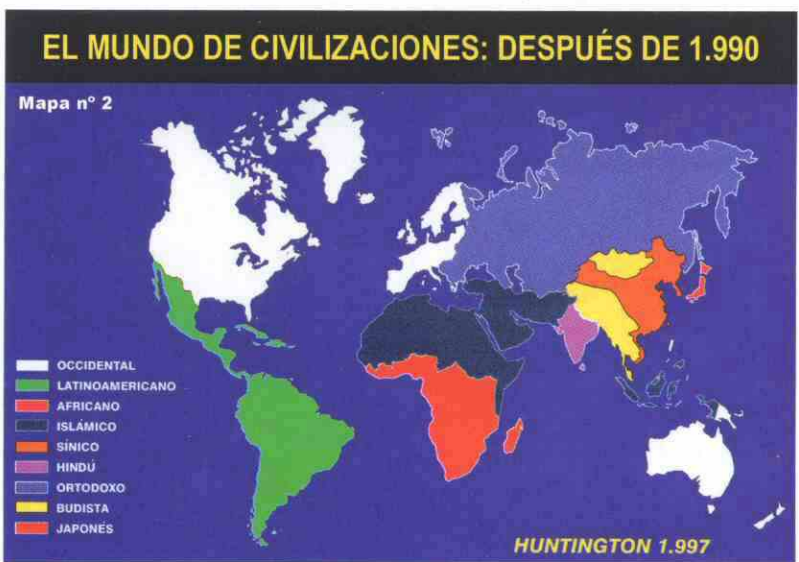 EL MUNDO DE CIVILIZACIONES: DESPUÉS DE 1.990
Mapa nº 2
OCCIDENTAL
LATINOAMERICANO
AFRICANO
ISLÁMICO
SÍNICO
HINDÚ
ORTODOXO
BUDISTA
JAPONÉS
HUNTINGTON 1.997